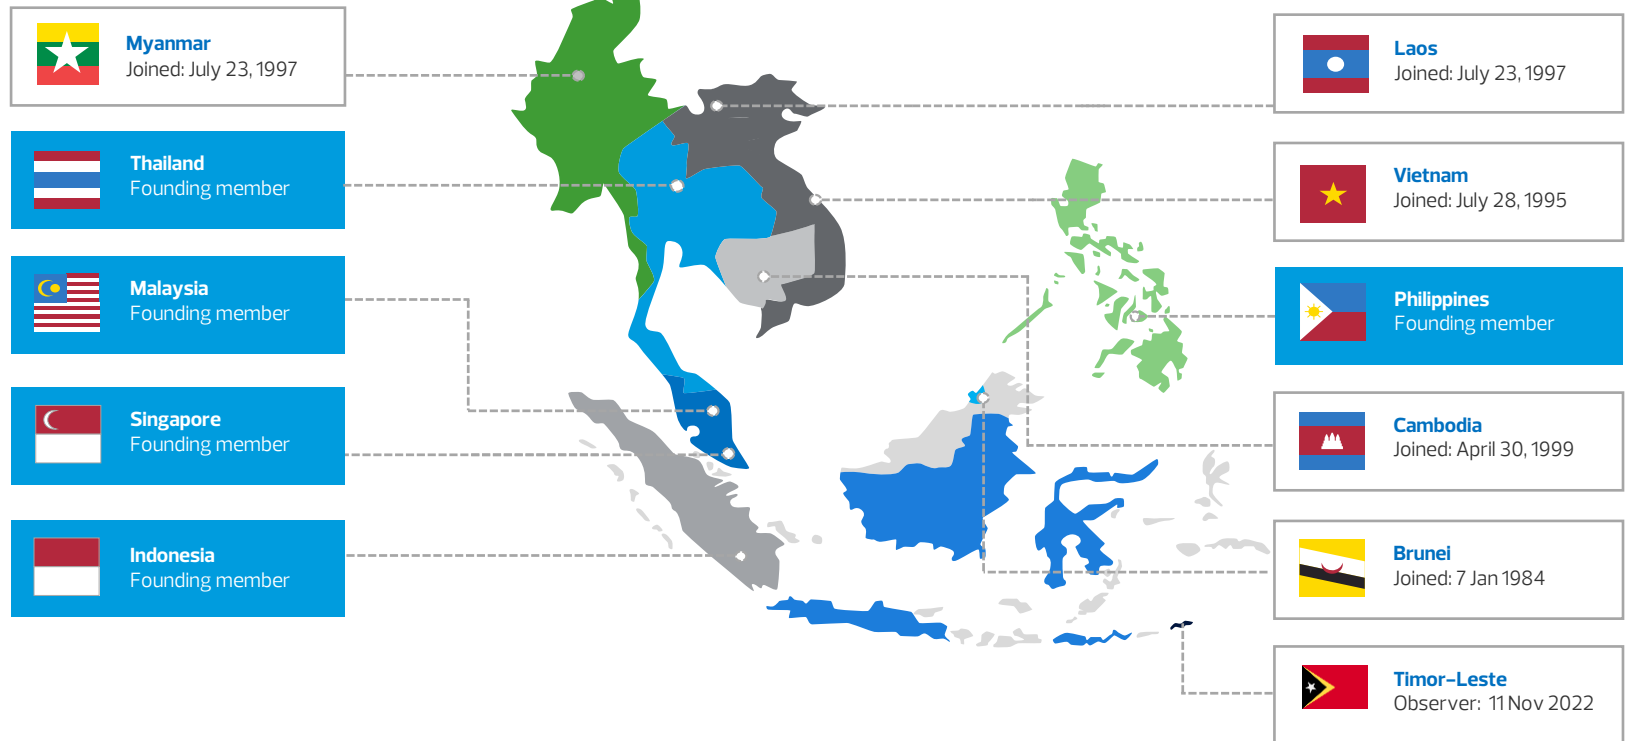 Myanmar
Joined: July 23, 1997
Thailand
Founding member
Malaysia
Founding member
Singapore
Founding member
Indonesia
Founding member
Laos
Joined: July 23, 1997
Vietnam
Joined: July 28, 1995
Philippines
Founding member
Cambodia
Joined: April 30, 1999
Brunei
Joined: 7 Jan 1984
Timor-Leste
Observer: 11 Nov 2022